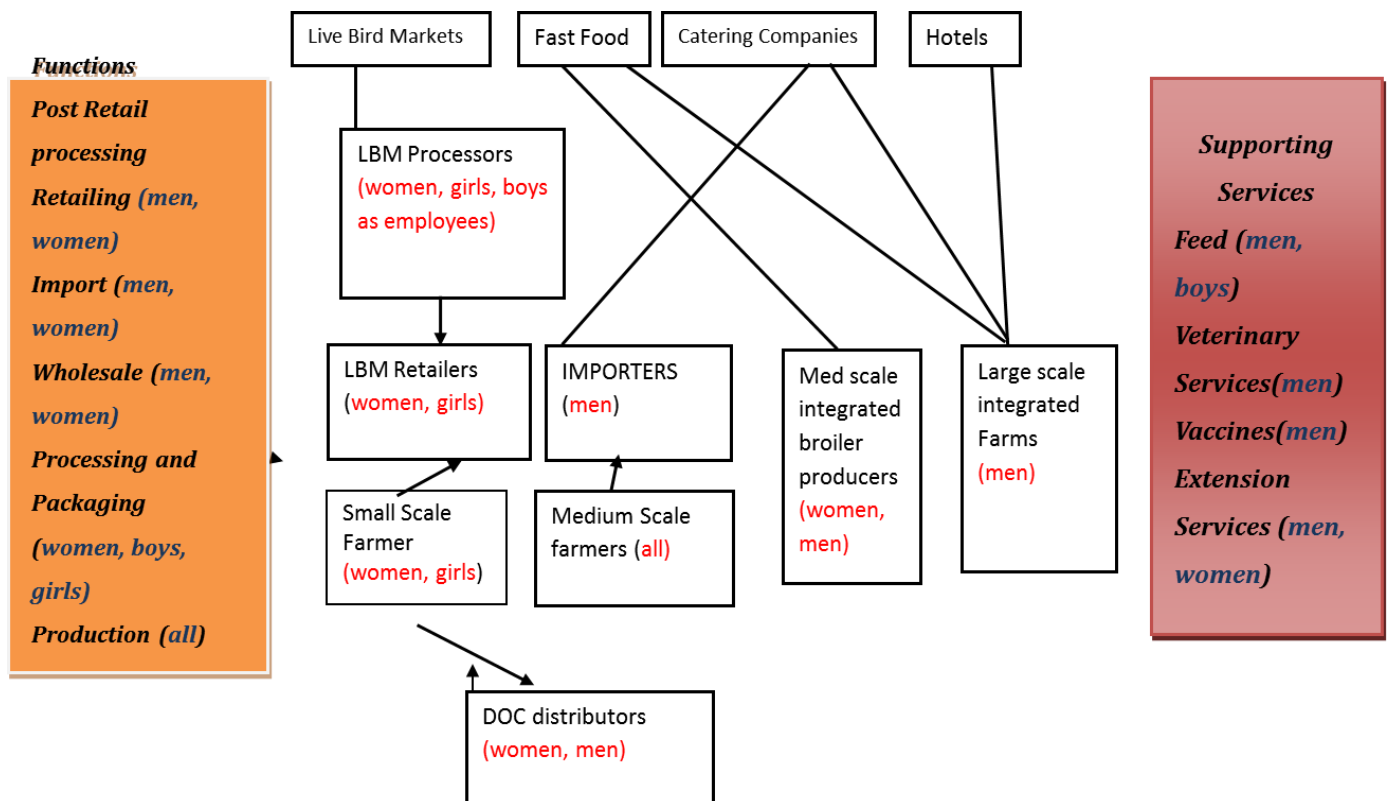 Live Bird Markets
Fast Food
Catering Companies
Hotels
Functions
Post Retail
processing
Retailing (men,
women)
Import (men,
women)
Wholesale (men,
women)
Processing and
Packaging
(women, boys,
girls)
Production (all)
LBM Processors
(women, girls, boys
as employees)
LBM Retailers
(women, girls)
IMPORTERS
(men)
Med scale
integrated
broiler
producers
(women,
men)
Large scale
integrated
Farms
(men)
Small Scale
Farmer
(women, girls)
Medium Scale
farmers (all)
DOC distributors
(women, men)
Supporting
Services
Feed (men,
boys)
Veterinary
Services(men)
Vaccines(men)
Extension
Services (men,
women)